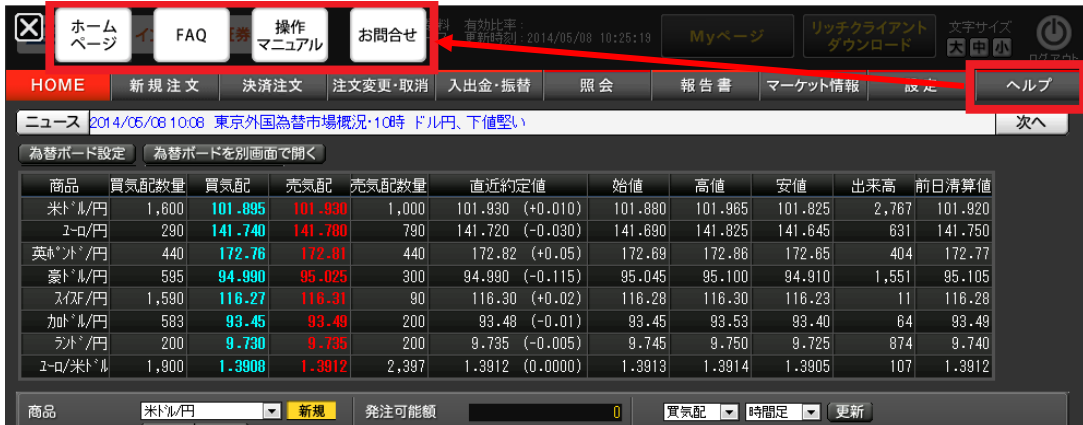 ホームページ FAQ 操作マニュアル お問合せ 料 有効比率:
更新時刻:2014/05/08 10:25:19 Myページ リッチクライアントダウンロード 文字サイズ 大 中 小
HOME 新規注文 決済注文 注文変更・取消 入出金・振替 照会 報告書 マーケット情報 設定 ヘルプ
ニュース 2014/05/08 10:08 東京外国為替市場概況・10時 ドル円、下値堅い 次へ
為替ボード設定 為替ボードを別画面で開く
商品 買気配数量 買気配 売気配 売気配数量 直近約定値 始値 高値 安値 出来高 前日清算値
米ドル/円 1,600 101.895 101.930 1,000 101.930 (+0.010) 101.880 101.965 101.825 2,767 101.920
ユーロ/円 290 141.740 141.780 790 141.720 (-0.030) 141.690 141.825 141.645 631 141.750
英ポンド/円 440 172.76 172.81 440 172.82 (+0.05) 172.69 172.86 172.65 404 172.77
豪ドル/円 595 94.990 95.025 300 94.990 (-0.115) 95.045 95.100 94.910 1,551 95.105
スイスF/円 1,590 116.27 116.31 90 116.30 (+0.02) 116.28 116.30 116.23 11 116.28
カロドル/円 583 93.45 93.49 200 93.48 (-0.01) 93.45 93.53 93.40 64 93.49
ランド/円 200 9.730 9.735 200 9.735 (-0.005) 9.745 9.750 9.725 874 9.740
ユーロ/米ドル 1,900 1.3908 1.3912 2,397 1.3912 (0.0000) 1.3913 1.3914 1.3905 107 1.3912
商品 米ドル/円 新規 発注可能額 0 買気配 時間足 更新